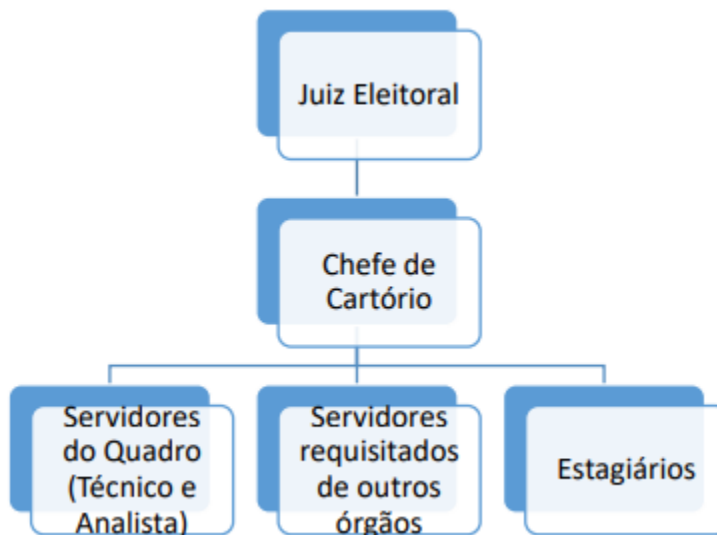 Juiz Eleitoral
Chefe de
Cartório
Servidores
do Quadro
(Técnico e
Analista)
Servidores
requisitados
de outros
órgãos
Estagiários